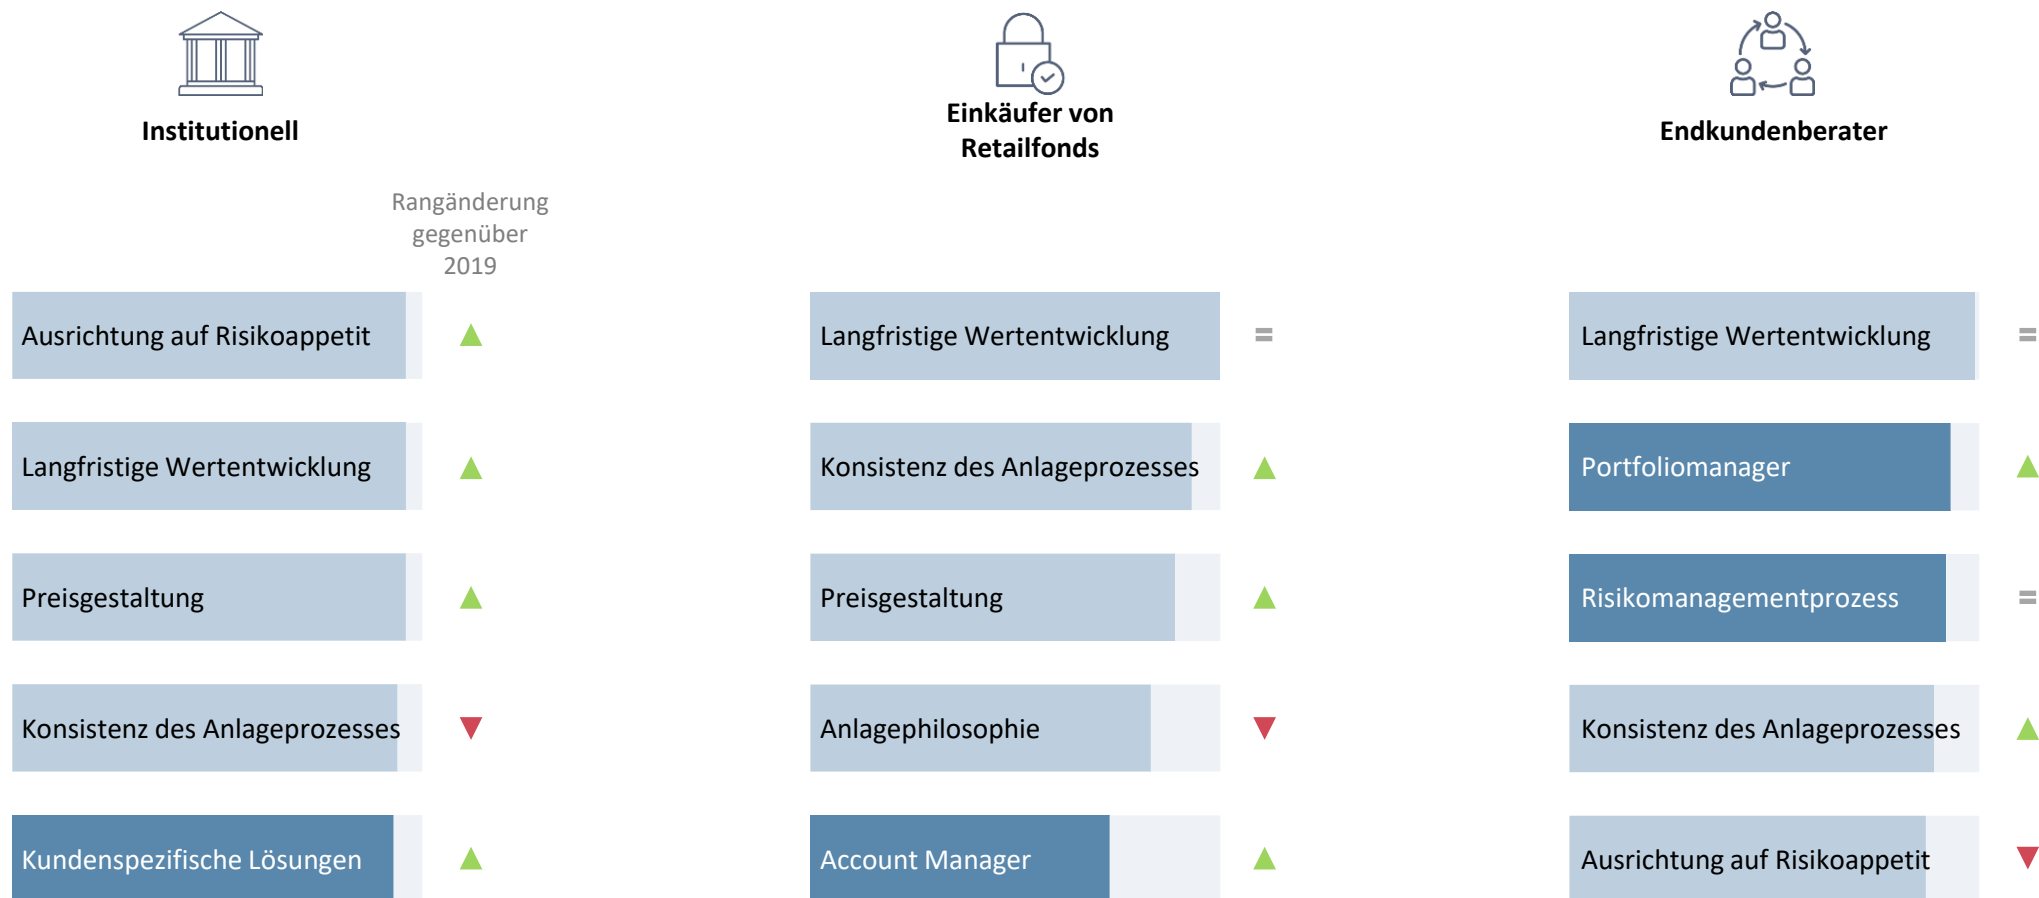 Institutionell
Einkäufer von
Retailfonds
Endkundenberater
Rangänderung
gegenüber
2019
Ausrichtung auf Risikoappetit
Langfristige Wertentwicklung
=
Langfristige Wertentwicklung
=
Langfristige Wertentwicklung
Konsistenz des Anlageprozesses
Portfoliomanager
Preisgestaltung
Preisgestaltung
Risikomanagementprozess
=
Konsistenz des Anlageprozesses
Anlagephilosophie
Konsistenz des Anlageprozesses
Kundenspezifische Lösungen
Account Manager
Ausrichtung auf Risikoappetit